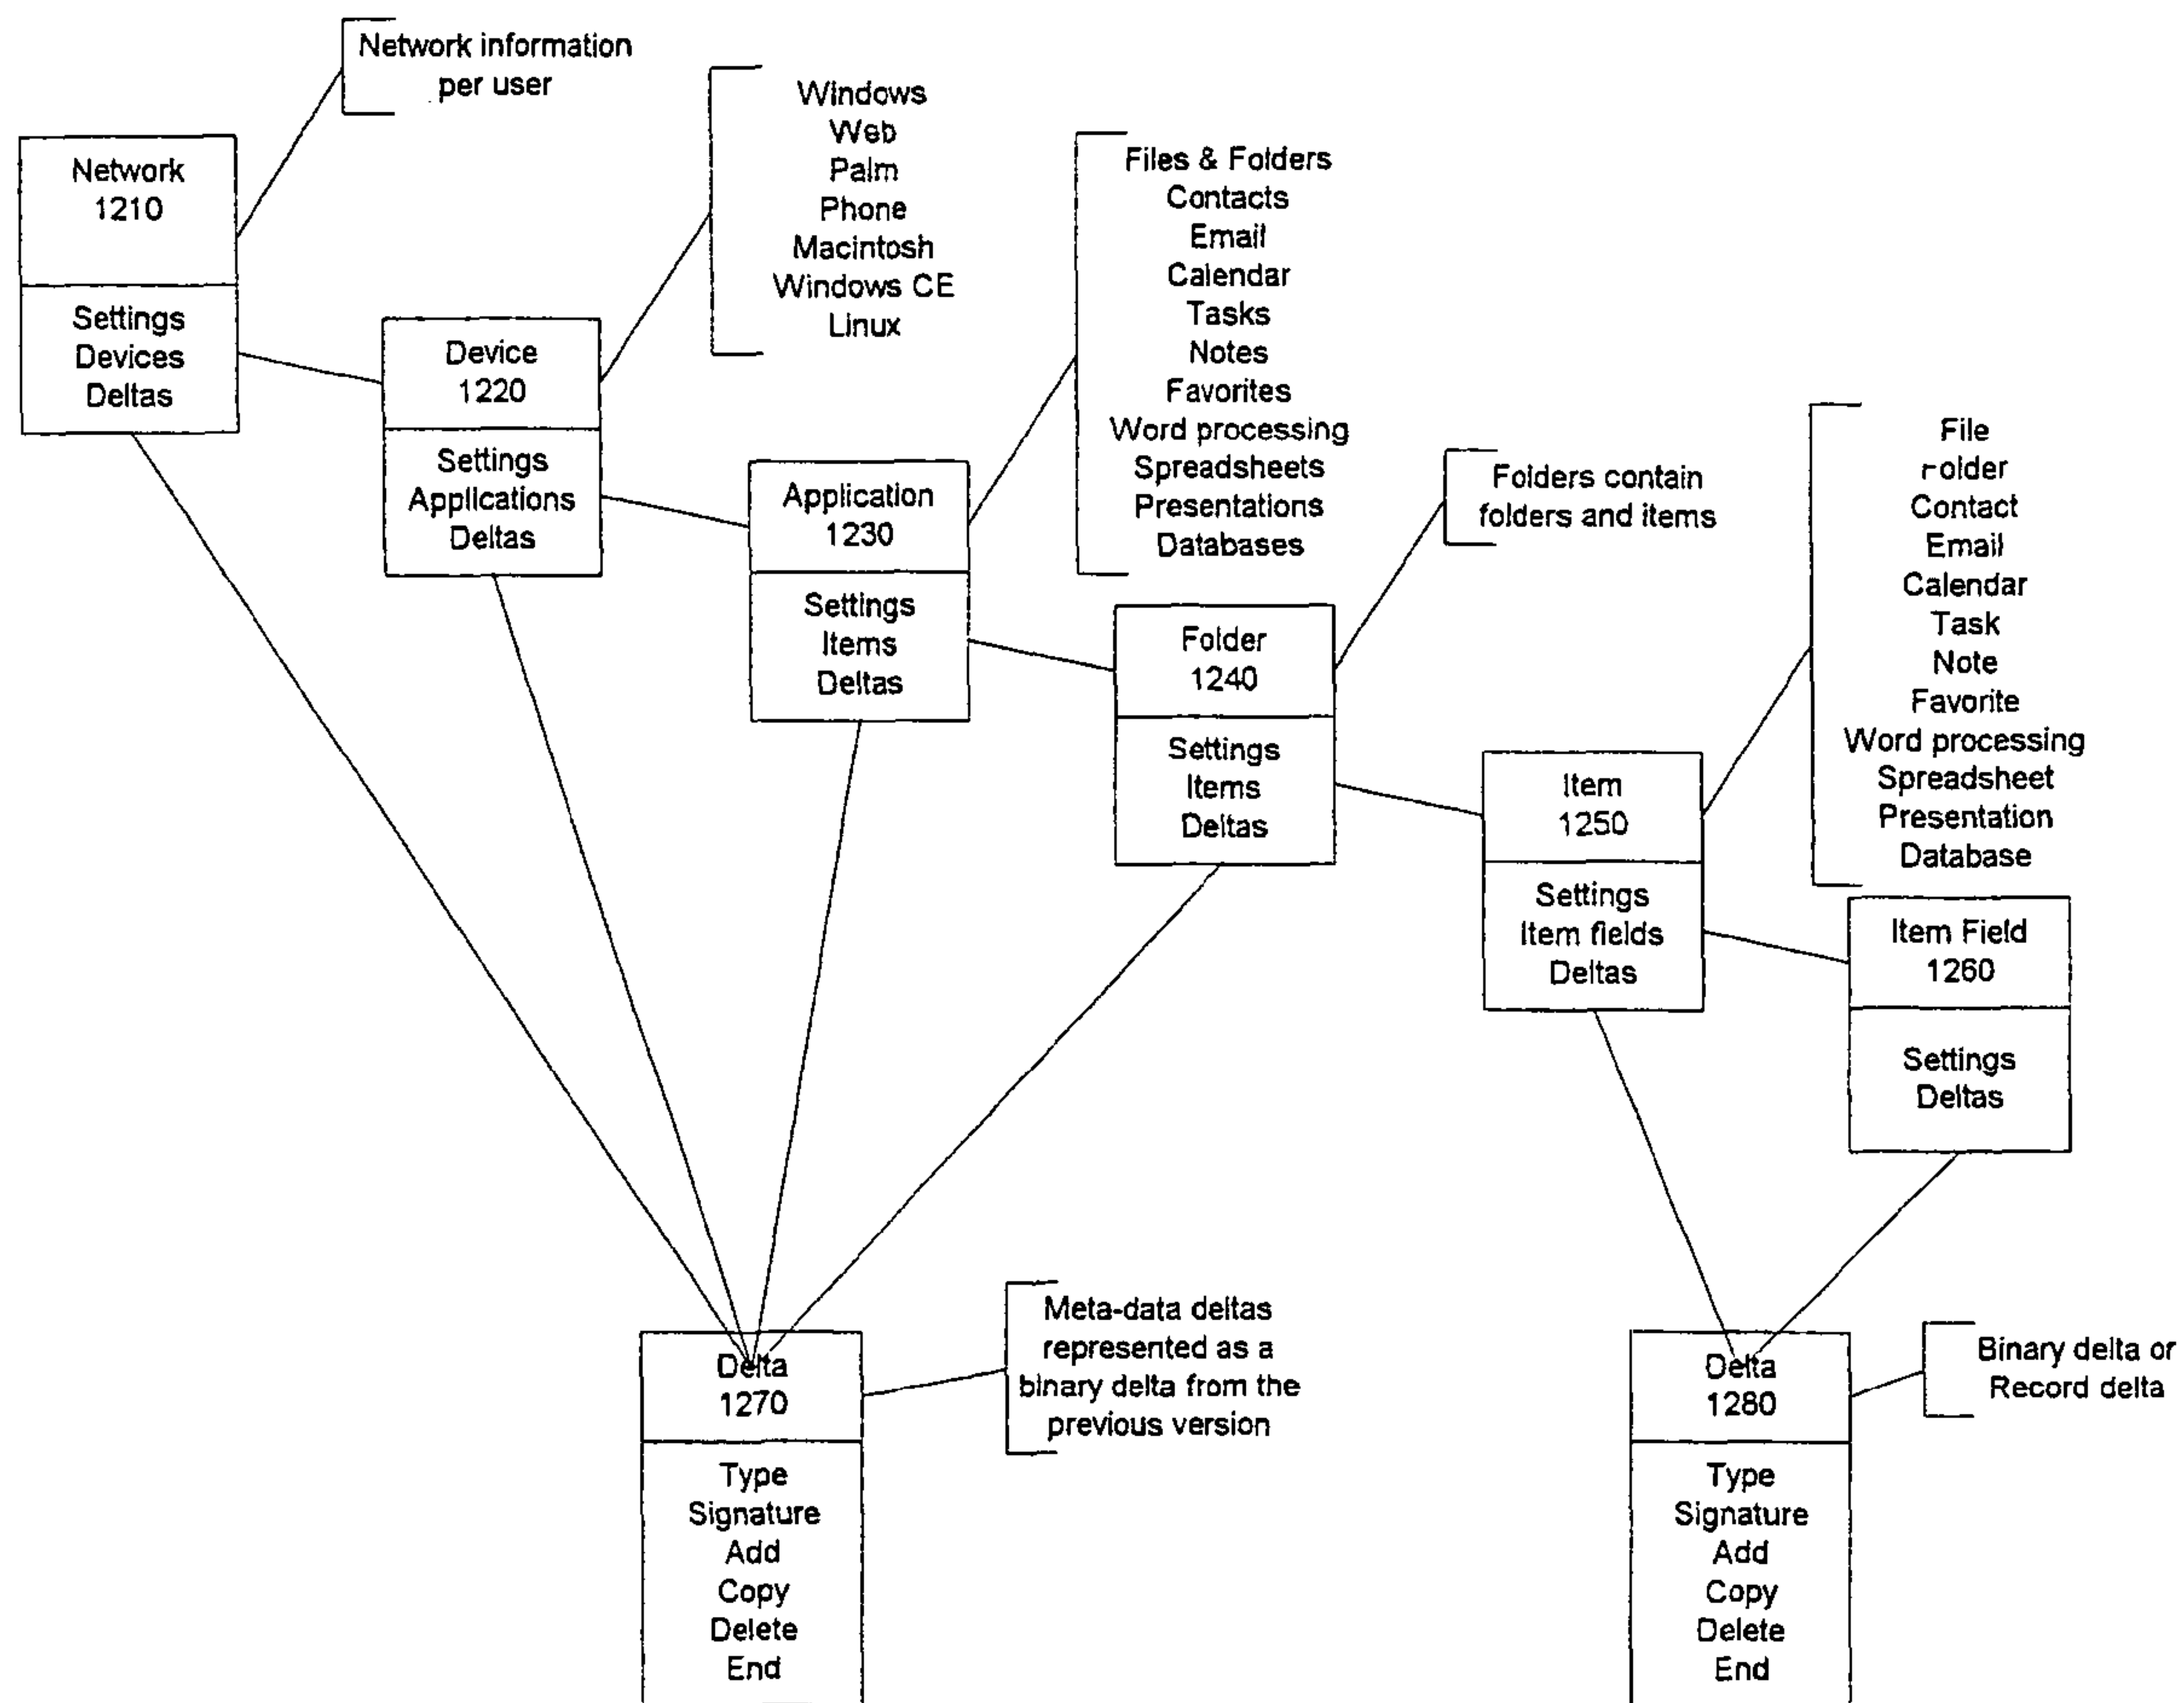 Network information
per user
Network
1210
Settings
Devices
Deltas
Windows
Web
Palm
Phone
Macintosh
Windows CE
Linux
Device
1220
Settings
Applications
Deltas
Files & Folders
Contacts
Email
Calendar
Tasks
Notes
Favorites
Word processing
Spreadsheets
Presentations
Databases
Application
1230
Settings
Items
Deltas
Folders contain
folders and items
Folder
1240
Settings
Items
Deltas
File
Folder
Contact
Email
Calendar
Task
Note
Favorite
Word processing
Spreadsheet
Presentation
Database
Item
1250
Settings
Item fields
Deltas
Item Field
1260
Settings
Deltas
Delta
1270
Type
Signature
Add
Copy
Delete
End
Meta-data deltas
represented as a
binary delta from the
previous version
Delta
1280
Type
Signature
Add
Copy
Delete
End
Binary delta or
Record delta